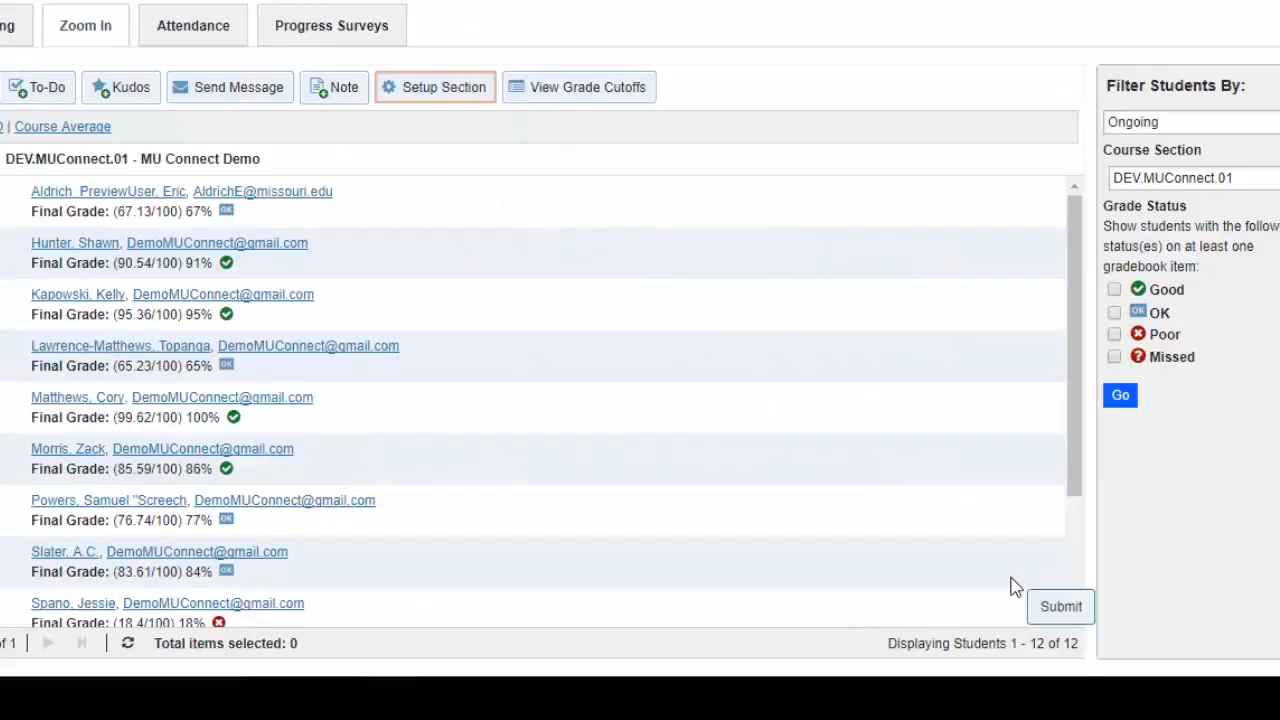 ng Zoom In Attendance Progress Surveys
To-Do Kudos Send Message Note Setup Section View Grade Cutoffs
) | Course Average
DEV.MUConnect.01 - MU Connect Demo
Aldrich_PreviewUser, Eric, AldrichE@missouri.edu
Final Grade: (67.13/100) 67% OK
Hunter, Shawn, DemoMUConnect@gmail.com
Final Grade: (90.54/100) 91%
Kapowski, Kelly, DemoMUConnect@gmail.com
Final Grade: (95.36/100) 95%
Lawrence-Matthews, Topanga, DemoMUConnect@gmail.com
Final Grade: (65.23/100) 65% OK
Matthews, Cory, DemoMUConnect@gmail.com
Final Grade: (99.62/100) 100%
Morris, Zack, DemoMUConnect@gmail.com
Final Grade: (85.59/100) 86%
Powers, Samuel "Screech, DemoMUConnect@gmail.com
Final Grade: (76.74/100) 77% OK
Slater, A.C., DemoMUConnect@gmail.com
Final Grade: (83.61/100) 84% OK
Spano, Jessie, DemoMUConnect@gmail.com
Final Grade: (18.4/100) 18%
Submit
of 1 Total items selected: 0 Displaying Students 1 - 12 of 12
Filter Students By:
Ongoing
Course Section
DEV.MUConnect.01
Grade Status
Show students with the follow
status(es) on at least one
gradebook item:
Good
OK OK
Poor
? Missed
Go